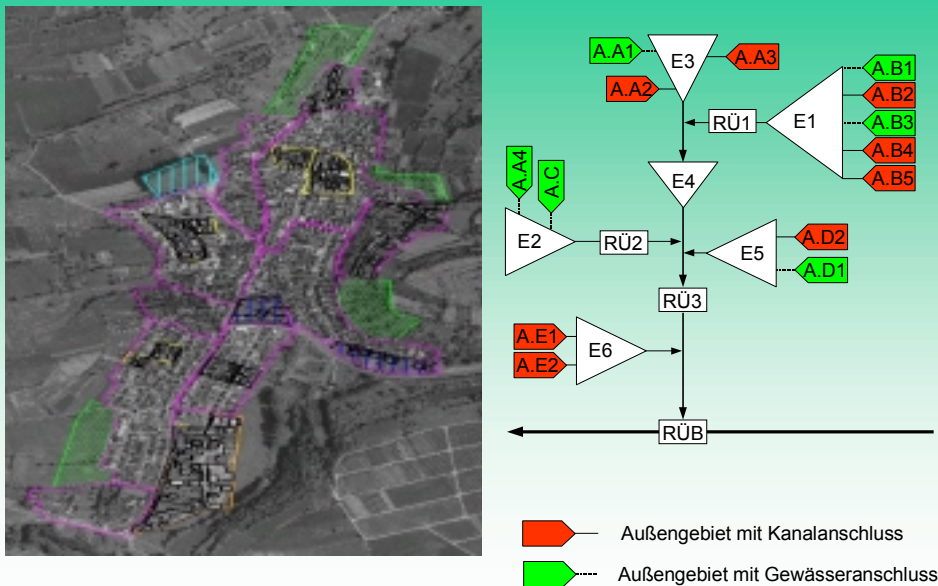 A.A1
E3
A.A3
A.A2
A.B1
A.B2
A.B3
A.B4
A.B5
E1
RÜ1
A.A4
A.C
E4
E2
RÜ2
E5
A.D2
A.D1
RÜ3
A.E1
A.E2
E6
RÜB
Außengebiet mit Kanalanschluss
Außengebiet mit Gewässeranschluss